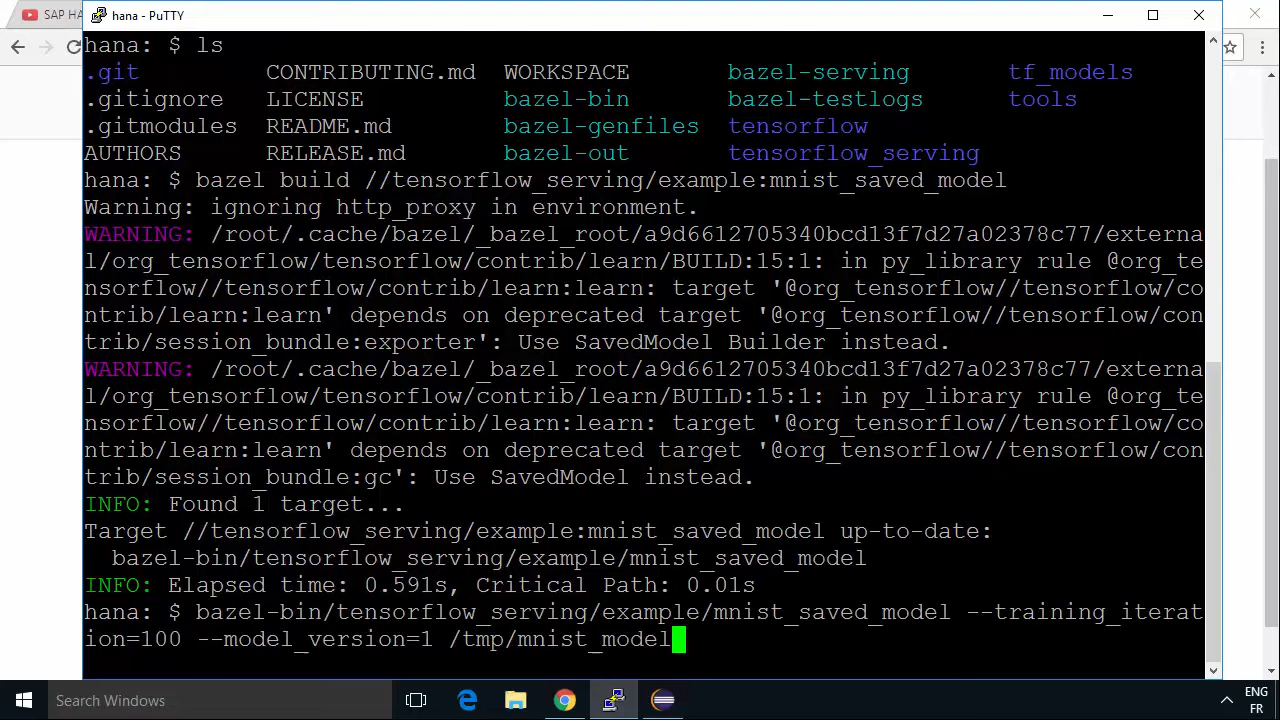 SAP HA
hana - PuTTY
hana: $ ls
.git CONTRIBUTING.md WORKSPACE bazel-serving tf_models
.gitignore LICENSE bazel-bin bazel-testlogs tools
.gitmodules README.md bazel-genfiles tensorflow
AUTHORS RELEASE.md bazel-out tensorflow_serving
hana: $ bazel build //tensorflow_serving/example:mnist_saved_model
Warning: ignoring http_proxy in environment.
WARNING: /root/.cache/bazel/_bazel_root/a9d6612705340bcd13f7d27a02378c77/externa
l/org_tensorflow/tensorflow/contrib/learn/BUILD:15:1: in py_library rule @org_te
nsorflow//tensorflow/contrib/learn:learn: target '@org_tensorflow//tensorflow/co
ntrib/learn:learn' depends on deprecated target '@org_tensorflow//tensorflow/con
trib/session_bundle:exporter': Use SavedModel Builder instead.
WARNING: /root/.cache/bazel/_bazel_root/a9d6612705340bcd13f7d27a02378c77/externa
l/org_tensorflow/tensorflow/contrib/learn/BUILD:15:1: in py_library rule @org_te
nsorflow//tensorflow/contrib/learn:learn: target '@org_tensorflow//tensorflow/co
ntrib/learn:learn' depends on deprecated target '@org_tensorflow//tensorflow/con
trib/session_bundle:gc': Use SavedModel instead.
INFO: Found 1 target...
Target //tensorflow_serving/example:mnist_saved_model up-to-date:
bazel-bin/tensorflow_serving/example/mnist_saved_model
INFO: Elapsed time: 0.591s, Critical Path: 0.01s
hana: $ bazel-bin/tensorflow_serving/example/mnist_saved_model --training_iterat
ion=100 --model_version=1 /tmp/mnist_model
Search Windows
ENG
FR